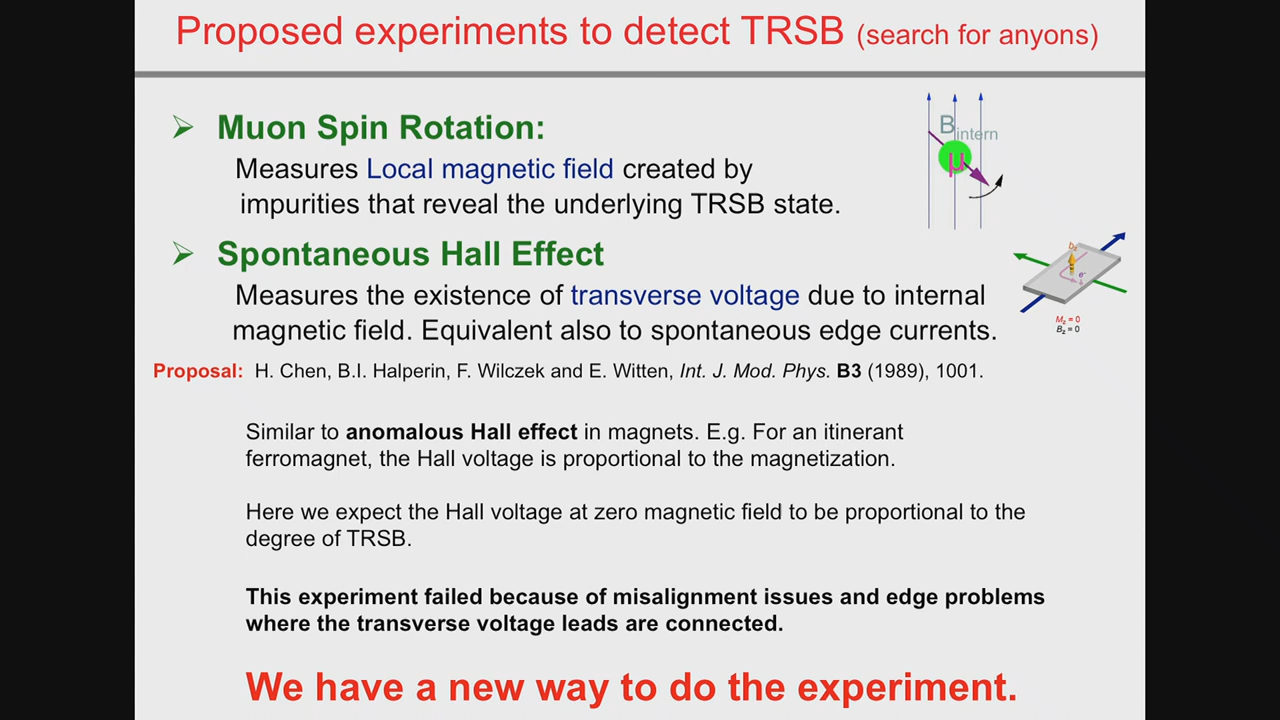 Proposed experiments to detect TRSB (search for anyons)
Muon Spin Rotation:
Measures Local magnetic field created by
impurities that reveal the underlying TRSB state.
B intern
μ
Spontaneous Hall Effect
Measures the existence of transverse voltage due to internal
magnetic field. Equivalent also to spontaneous edge currents.
e⁻
Mz = 0
Bz = 0
Proposal: H. Chen, B.I. Halperin, F. Wilczek and E. Witten, Int. J. Mod. Phys. B3 (1989), 1001.
Similar to anomalous Hall effect in magnets. E.g. For an itinerant
ferromagnet, the Hall voltage is proportional to the magnetization.
Here we expect the Hall voltage at zero magnetic field to be proportional to the
degree of TRSB.
This experiment failed because of misalignment issues and edge problems
where the transverse voltage leads are connected.
We have a new way to do the experiment.